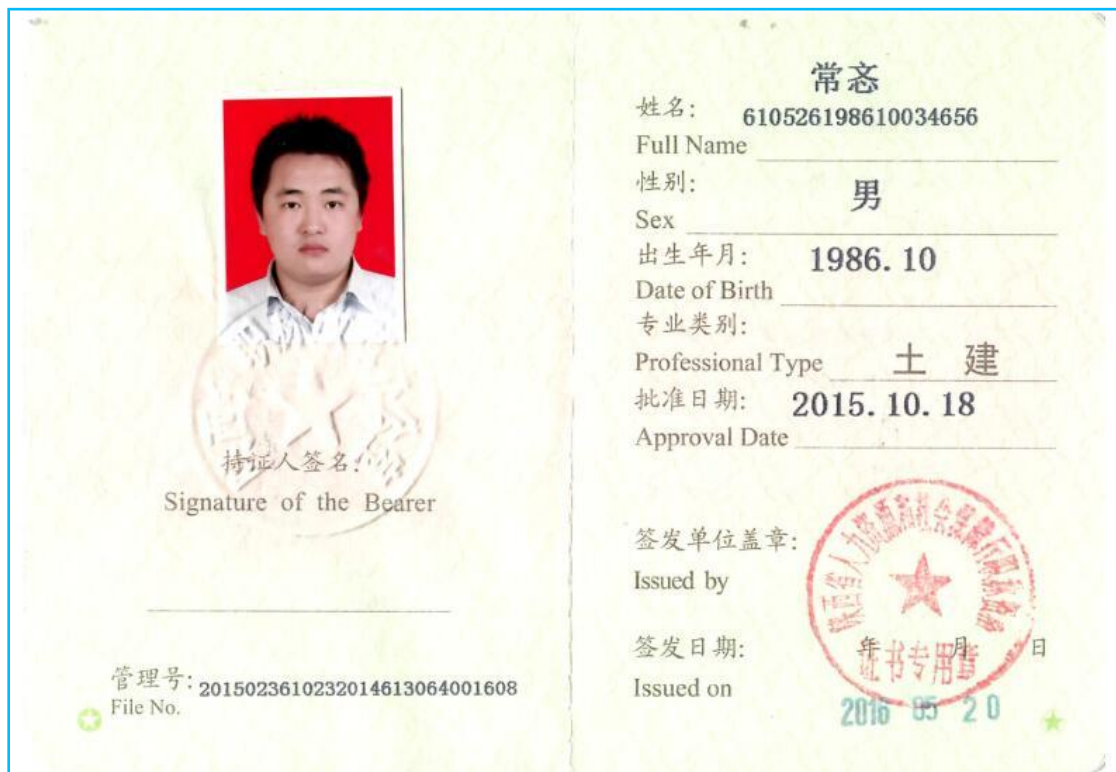 持证人签名:
Signature of the Bearer
管理号: 2015023610232014613064001608
File No.
常忞
姓名: 610526198610034656
Full Name
性别: 男
Sex
出生年月: 1986.10
Date of Birth
专业类别:
Professional Type 土 建
批准日期: 2015.10.18
Approval Date
签发单位盖章:
Issued by
签发日期: 年 月 日
Issued on
证书专用章
2016 05 20